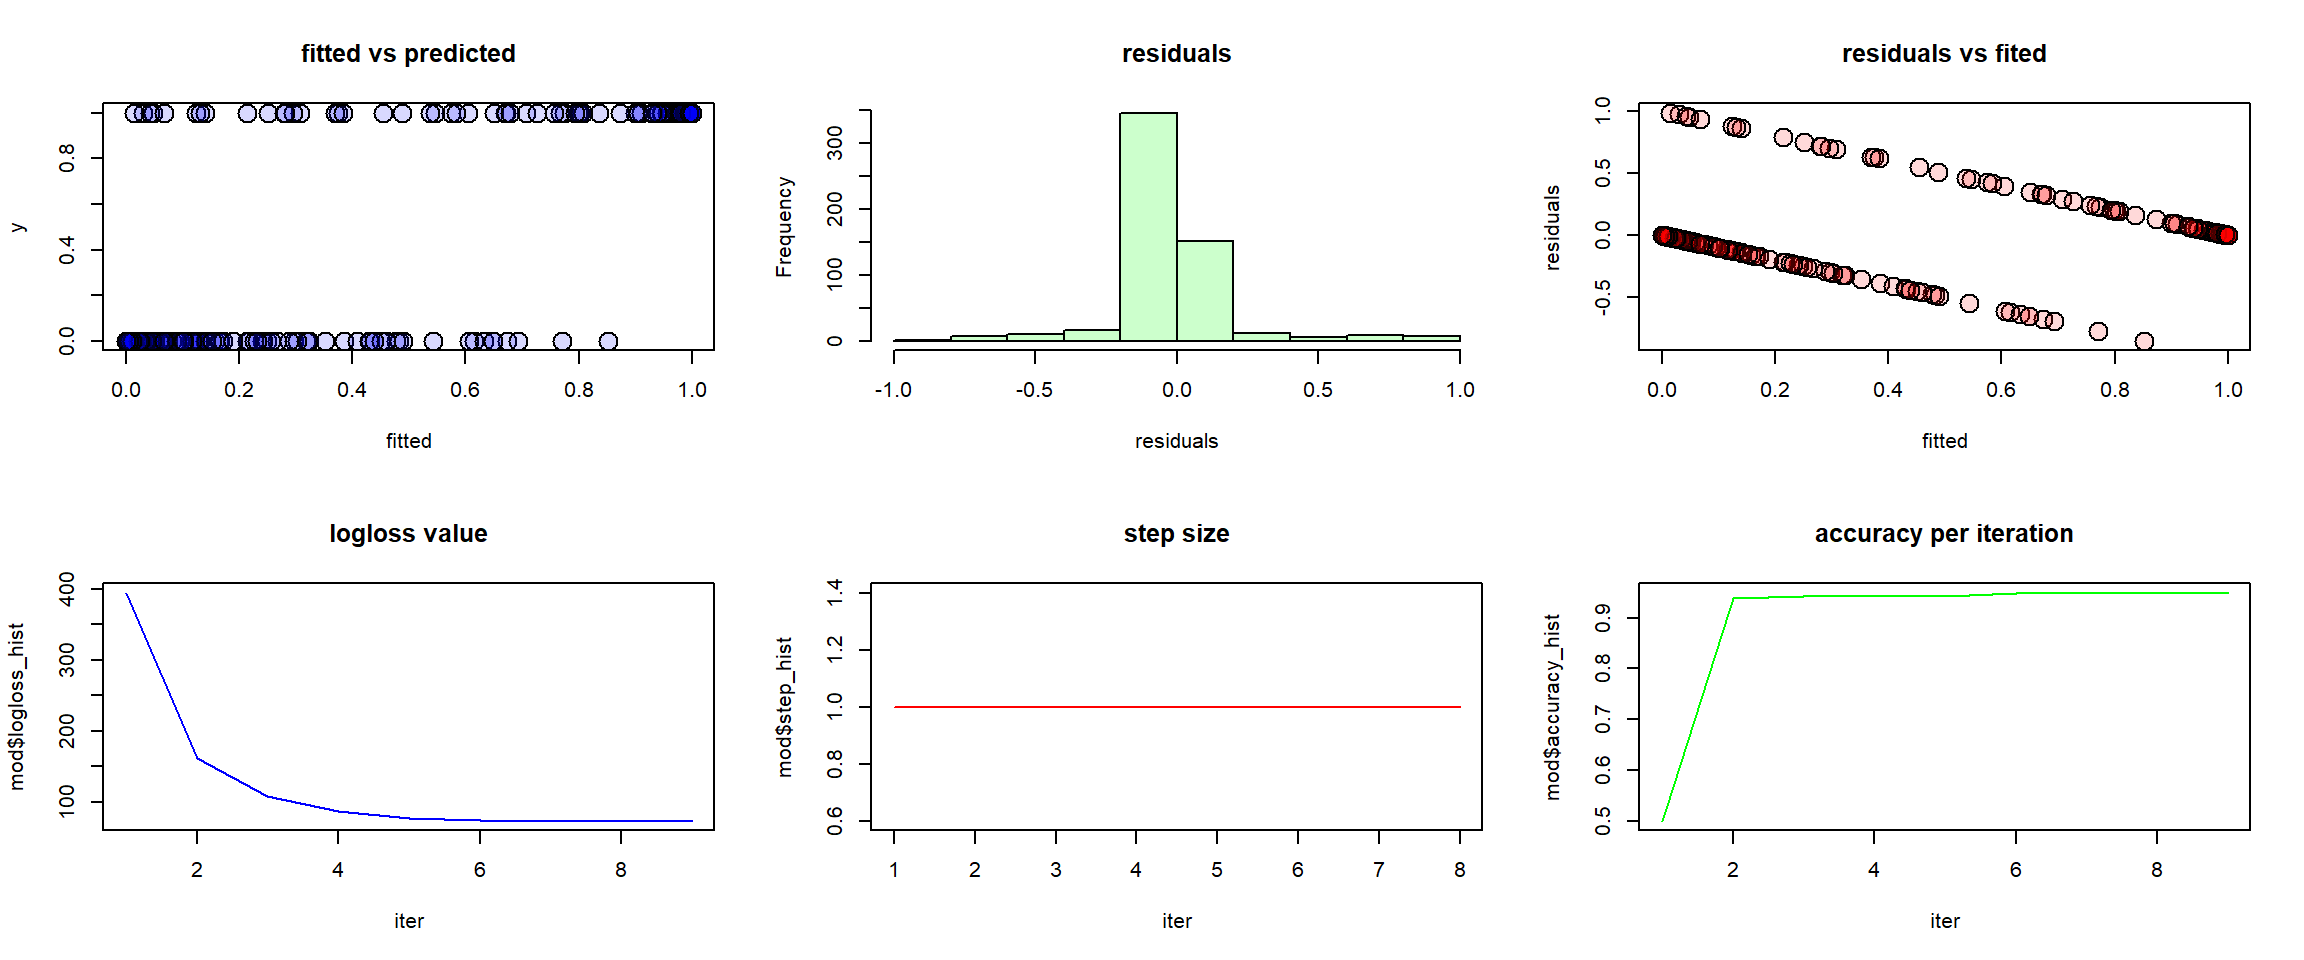 fitted vs predicted
y
0.0 0.4 0.8
0.0 0.2 0.4 0.6 0.8 1.0
fitted
residuals
Frequency
0 100 200 300
-1.0 -0.5 0.0 0.5 1.0
residuals
residuals vs fited
residuals
-0.5 0.0 0.5 1.0
0.0 0.2 0.4 0.6 0.8 1.0
fitted
logloss value
mod$logloss_hist
100 200 300 400
2 4 6 8
iter
step size
mod$step_hist
0.6 0.8 1.0 1.2 1.4
1 2 3 4 5 6 7 8
iter
accuracy per iteration
mod$accuracy_hist
0.5 0.6 0.7 0.8 0.9
2 4 6 8
iter